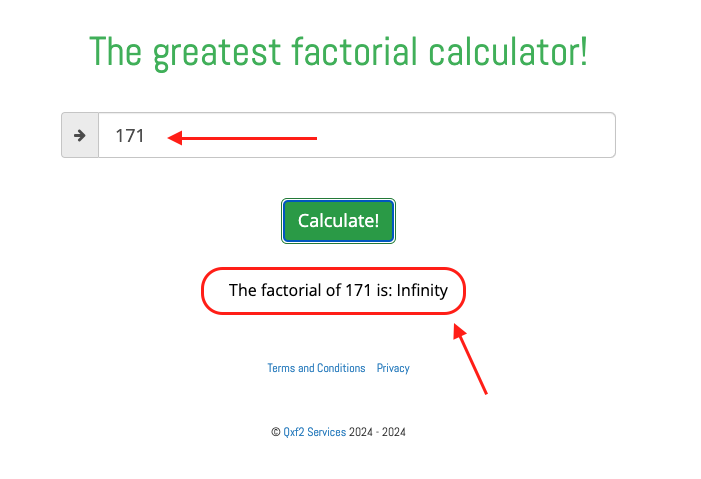 The greatest factorial calculator!
171
Calculate!
The factorial of 171 is: Infinity
Terms and Conditions Privacy
© Qxf2 Services 2024 - 2024